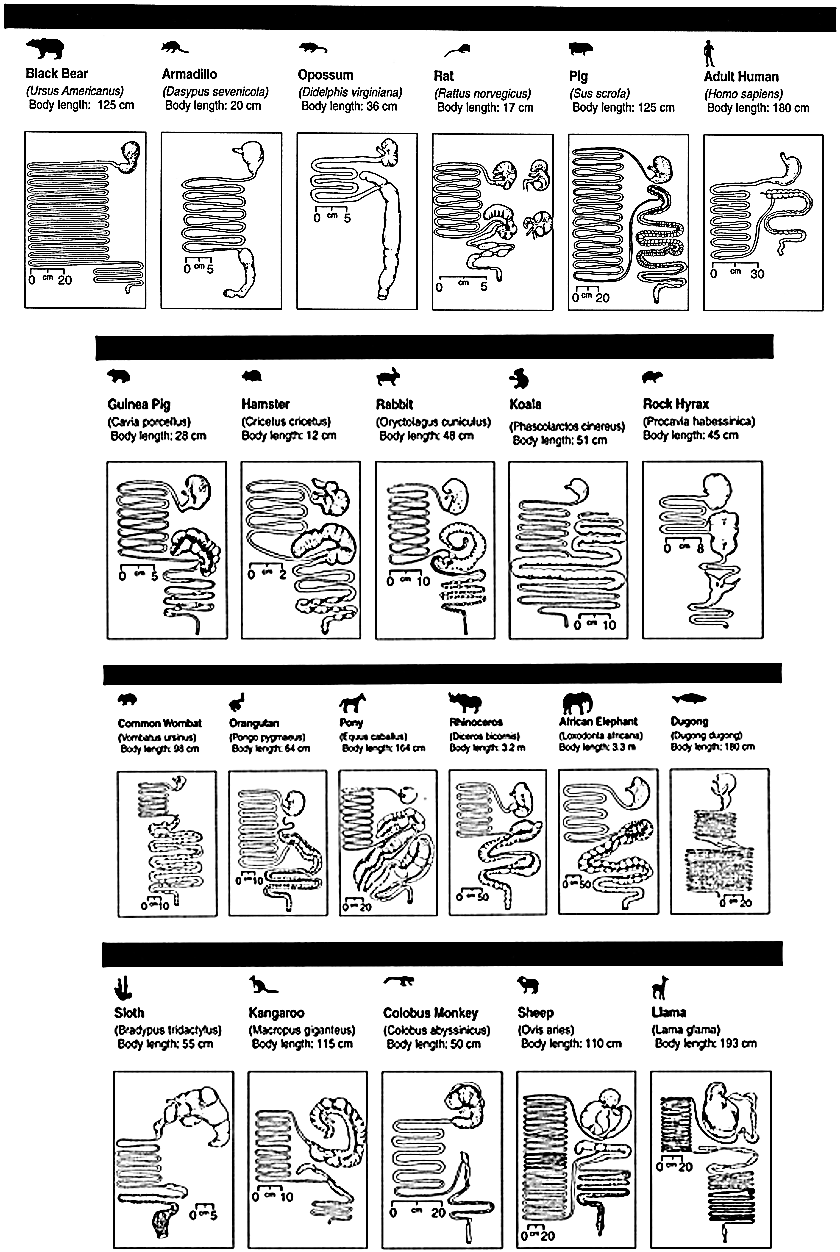 Black Bear
(Ursus Americanus)
Body length: 125 cm
Armadillo
(Dasypus sevenicola)
Body length: 20 cm
Opossum
(Didelphis virginiana)
Body length: 36 cm
Rat
(Rattus norvegicus)
Body length: 17 cm
Pig
(Sus scrofa)
Body length: 125 cm
Adult Human
(Homo sapiens)
Body length: 180 cm
0 cm 20
0 cm 5
0 cm 5
0 cm 5
0 cm 20
0 cm 30
Guinea Pig
(Cavia porcellus)
Body length: 28 cm
Hamster
(Cricetus cricetus)
Body length: 12 cm
Rabbit
(Oryctolagus cuniculus)
Body length: 48 cm
Koala
(Phascolarctos cinereus)
Body length: 51 cm
Rock Hyrax
(Procavia habessinica)
Body length: 45 cm
0 cm 5
0 cm 2
0 cm 10
0 cm 10
0 cm 8
Common Wombat
(Vombatus ursinus)
Body length: 98 cm
Orangutan
(Pongo pygmaeus)
Body length: 64 cm
Pony
(Equus caballus)
Body length: 164 cm
Rhinoceros
(Diceros bicornis)
Body length: 3.2 m
African Elephant
(Loxodonta africana)
Body length: 3.3 m
Dugong
(Dugong dugong)
Body length: 180 cm
0 cm 10
0 cm 10
0 cm 20
0 cm 50
0 cm 50
0 cm 20
Sloth
(Bradypus tridactylus)
Body length: 55 cm
Kangaroo
(Macropus giganteus)
Body length: 115 cm
Colobus Monkey
(Colobus abyssinicus)
Body length: 50 cm
Sheep
(Ovis aries)
Body length: 110 cm
Llama
(Lama glama)
Body length: 193 cm
0 cm 5
0 cm 10
0 cm 20
0 cm 20
0 cm 20